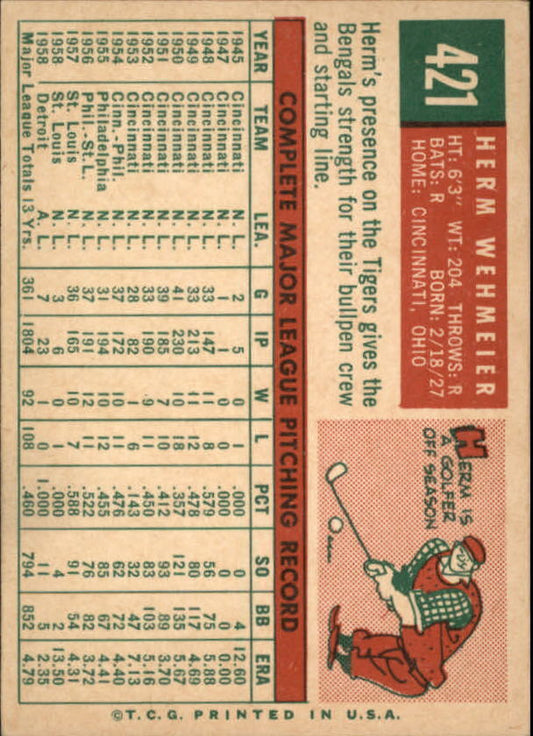 421
HERM WEHMEIER
HT: 6'3" WT: 204 THROWS: R
BATS: R BORN: 2/18/27
HOME: CINCINNATI, OHIO
Herm's presence on the Tigers gives the
Bengals strength for their bullpen crew
and starting line.
HERM IS
A GOLFER
OFF SEASON
COMPLETE MAJOR LEAGUE PITCHING RECORD
YEAR TEAM LEA. G IP W L PCT SO BB ERA
1945 Cincinnati N.L. 2 5 0 1 .000 0 4 12.60
1947 Cincinnati N.L. 1 1 0 0 .000 0 0 0.00
1948 Cincinnati N.L. 33 147 11 8 .579 56 75 5.88
1949 Cincinnati N.L. 33 213 11 12 .478 80 117 4.69
1950 Cincinnati N.L. 41 230 10 18 .357 121 135 5.67
1951 Cincinnati N.L. 39 185 7 10 .412 93 89 3.70
1952 Cincinnati N.L. 33 190 9 11 .450 83 103 5.16
1953 Cincinnati N.L. 28 82 1 6 .143 32 47 7.13
1954 Cinn.-Phil. N.L. 37 172 10 11 .476 62 72 4.40
1955 Philadelphia N.L. 31 194 10 12 .455 85 67 4.40
1956 Phil.-St.L. N.L. 37 191 12 11 .522 76 82 3.72
1957 St. Louis N.L. 36 165 10 7 .588 91 54 4.31
1958 St. Louis N.L. 3 6 0 1 .000 4 2 13.50
1958 Detroit A.L. 7 23 1 0 1.000 11 5 2.35
Major League Totals 13 Yrs. 361 1804 92 108 .460 794 852 4.79
©T.C.G. PRINTED IN U.S.A.